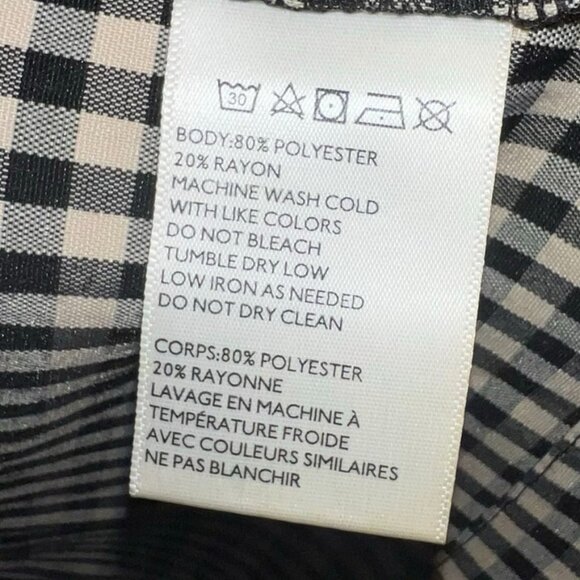 30
BODY:80% POLYESTER
20% RAYON
MACHINE WASH COLD
WITH LIKE COLORS
DO NOT BLEACH
TUMBLE DRY LOW
LOW IRON AS NEEDED
DO NOT DRY CLEAN
CORPS:80% POLYESTER
20% RAYONNE
LAVAGE EN MACHINE À
TEMPÉRATURE FROIDE
AVEC COULEURS SIMILAIRES
NE PAS BLANCHIR